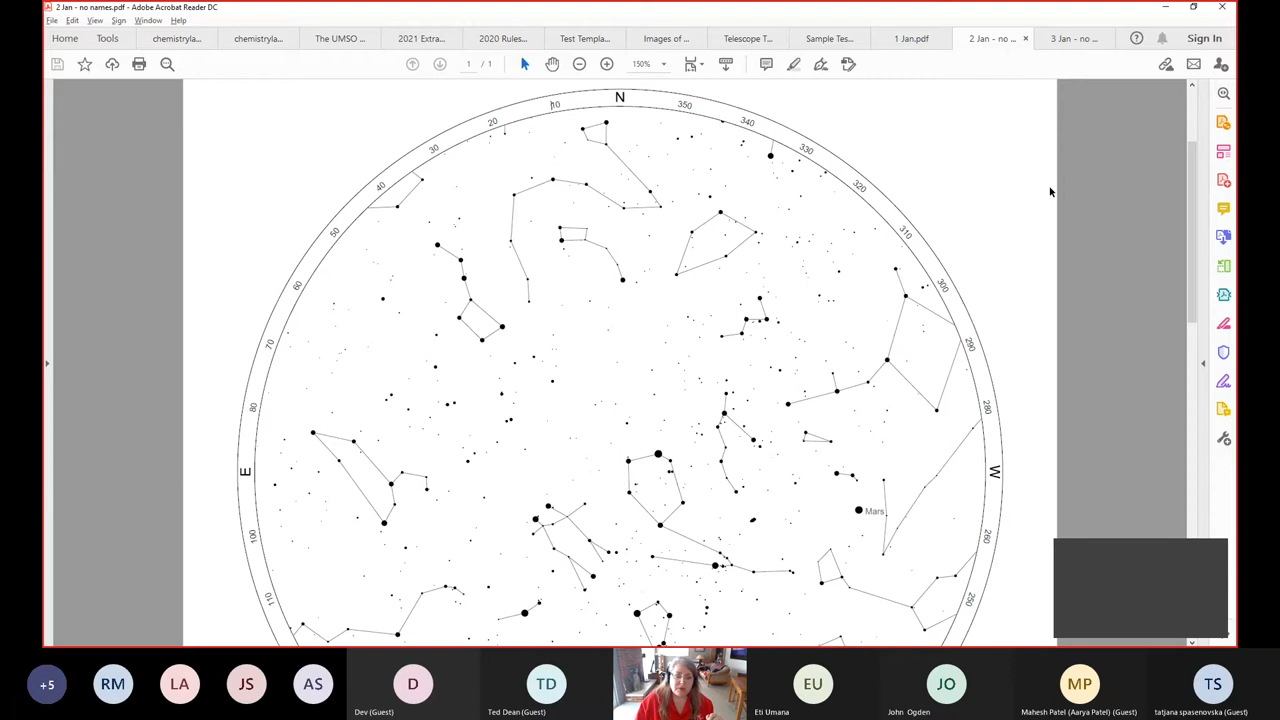 2 Jan - no names.pdf - Adobe Acrobat Reader DC
File Edit View Sign Window Help
Home Tools chemistryla... chemistryla... The UMSO ... 2021 Extra... 2020 Rules... Test Templa... Images of ... Telescope T... Sample Tes... 1 Jan.pdf 2 Jan - no ... × 3 Jan - no ... Sign In
1 / 1 150%
N
10 350
20 340
30 330
40 320
50 310
60 300
70 290
80 280
E W
Mars
100 260
110 250
+5 RM LA JS AS D TD EU JO MP TS
Dev (Guest) Ted Dean (Guest) Eti Umana John Ogden Mahesh Patel (Aarya Patel) (Guest) tatjana spasenovska (Guest)